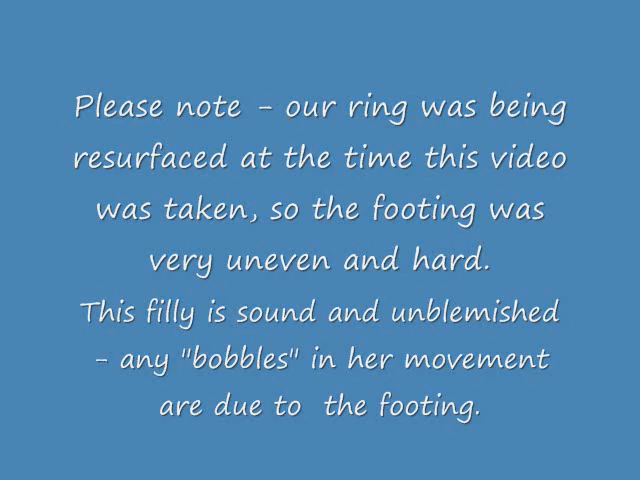 Please note - our ring was being
resurfaced at the time this video
was taken, so the footing was
very uneven and hard.
This filly is sound and unblemished
- any "bobbles" in her movement
are due to  the footing.